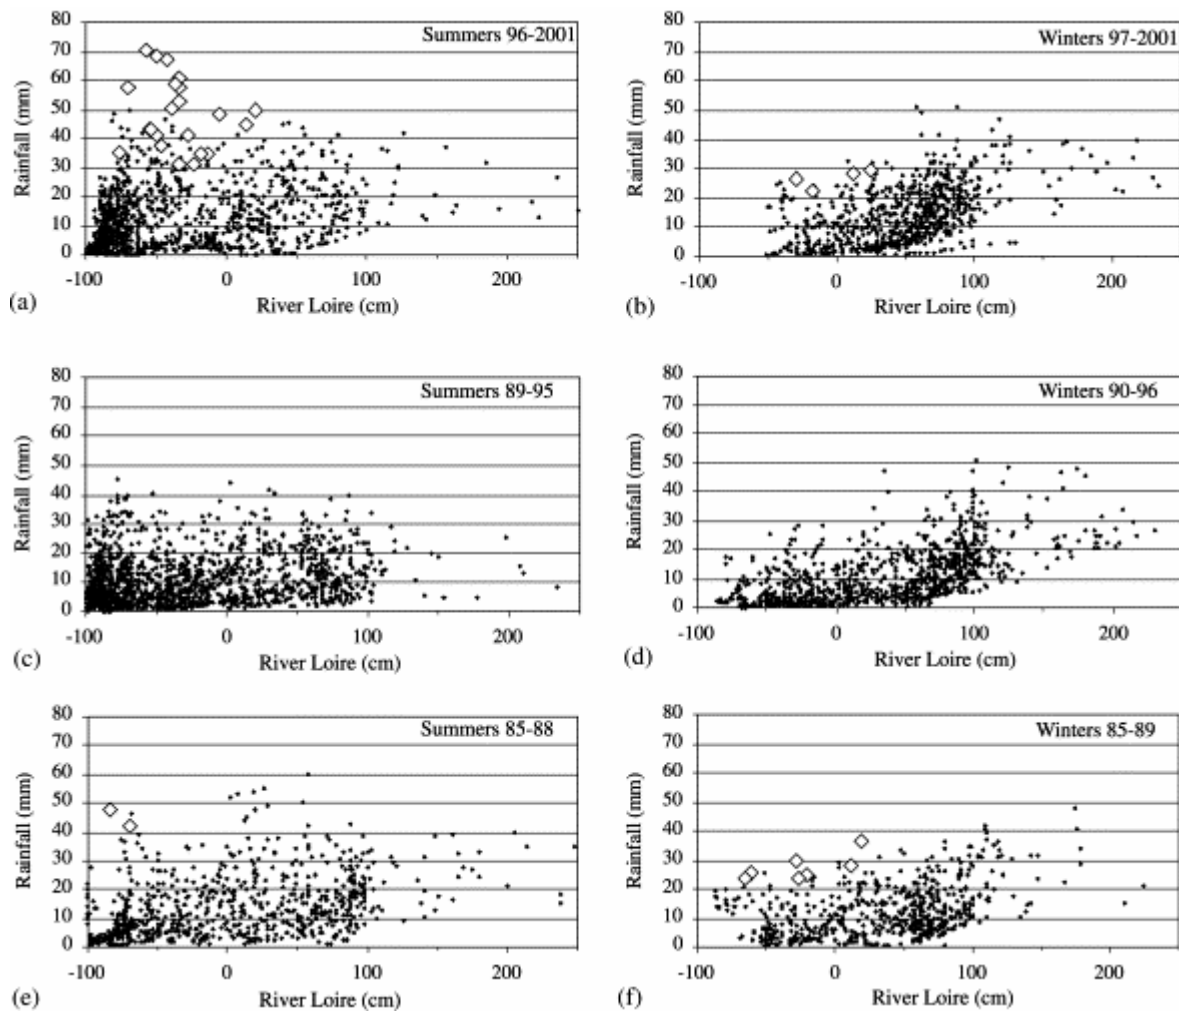 80
Summers 96-2001
70
60
50
40
30
20
10
0
Rainfall (mm)
-100 0 100 200
River Loire (cm)
(a)
80
Winters 97-2001
70
60
50
40
30
20
10
0
Rainfall (mm)
-100 0 100 200
River Loire (cm)
(b)
80
Summers 89-95
70
60
50
40
30
20
10
0
Rainfall (mm)
-100 0 100 200
River Loire (cm)
(c)
80
Winters 90-96
70
60
50
40
30
20
10
0
Rainfall (mm)
-100 0 100 200
River Loire (cm)
(d)
80
Summers 85-88
70
60
50
40
30
20
10
0
Rainfall (mm)
-100 0 100 200
River Loire (cm)
(e)
80
Winters 85-89
70
60
50
40
30
20
10
0
Rainfall (mm)
-100 0 100 200
River Loire (cm)
(f)